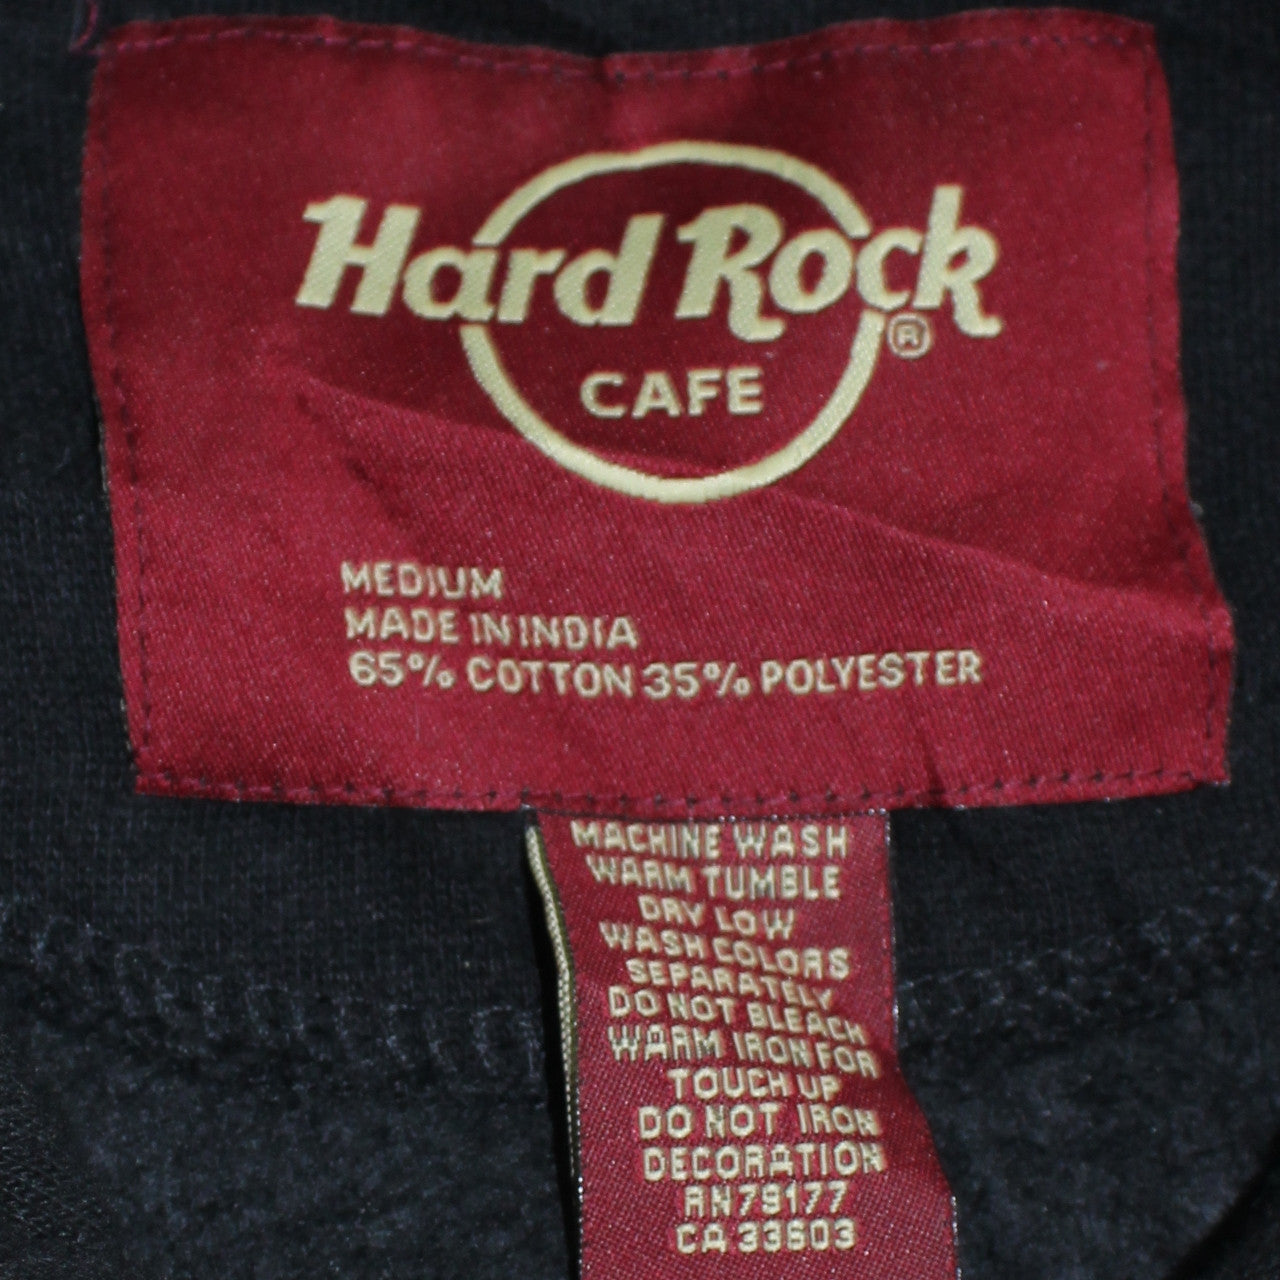 Hard Rock ®
CAFE
MEDIUM
MADE IN INDIA
65% COTTON 35% POLYESTER
MACHINE WASH
WARM TUMBLE
DRY LOW
WASH COLORS
SEPARATELY
DO NOT BLEACH
WARM IRON FOR
TOUCH UP
DO NOT IRON
DECORATION
RN79177
CA 33603